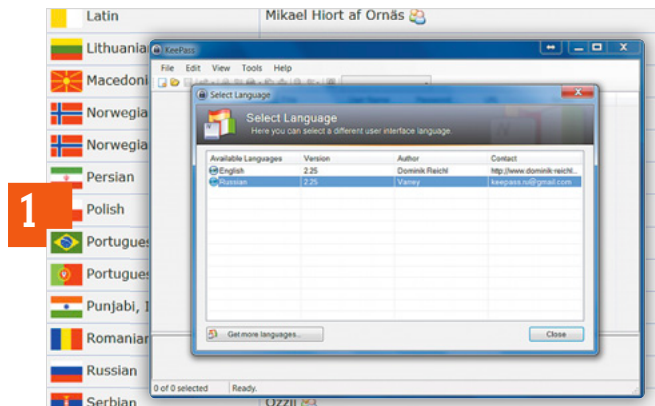 Latin
Mikael Hiort af Ornäs
Lithuania
KeePass
File Edit View Tools Help
Macedoni
Select Language
Norwegia
Select Language
Here you can select a different user interface language.
Norwegia
Available Languages Version Author Contact
English 2.25 Dominik Reichl http://www.dominik-reichl...
Russian 2.25 Varrey keepass.ru@gmail.com
Persian
1
Polish
Portugues
Portugues
Punjabi, I
Romanian
Get more languages... Close
Russian
0 of 0 selected Ready.
Serbian
Ozzii